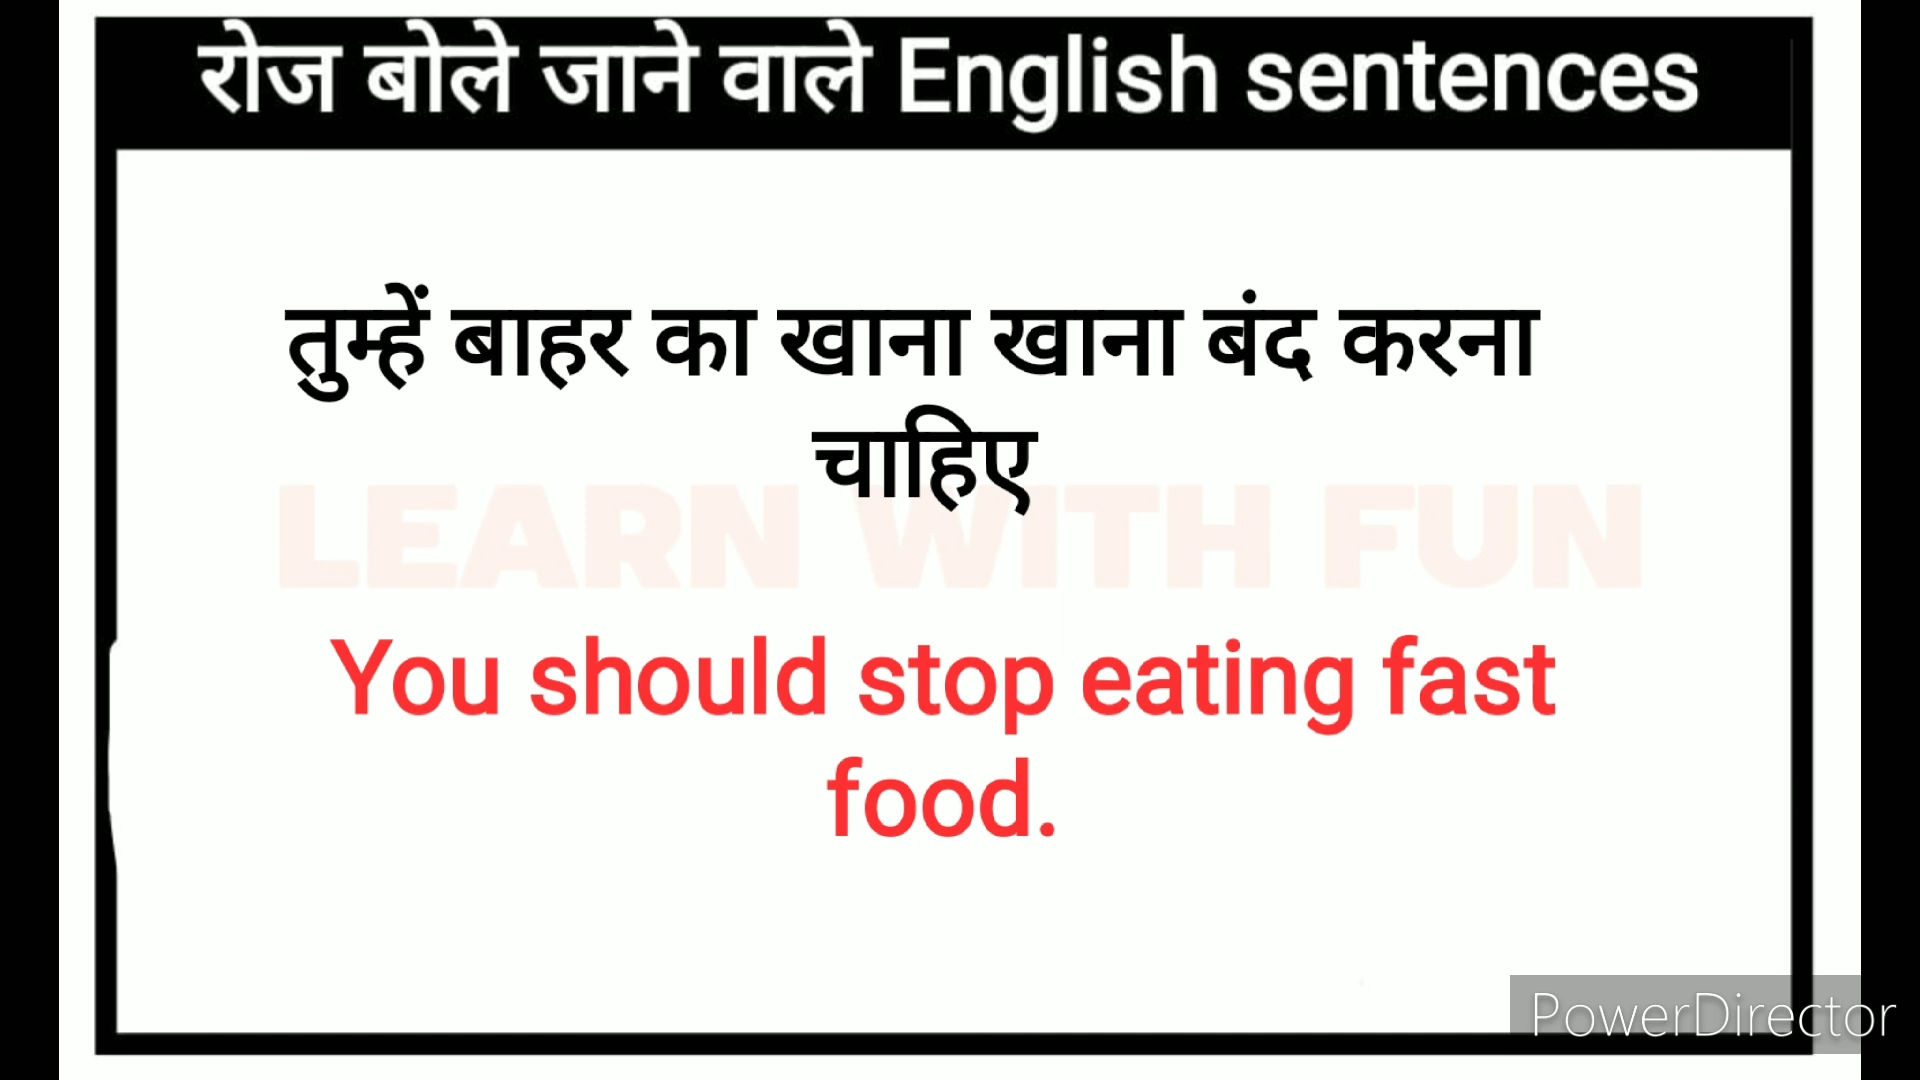 रोज बोले जाने वाले English sentences
तुम्हें बाहर का खाना खाना बंद करना
चाहिए
LEARN WITH FUN
You should stop eating fast
food.
PowerDirector